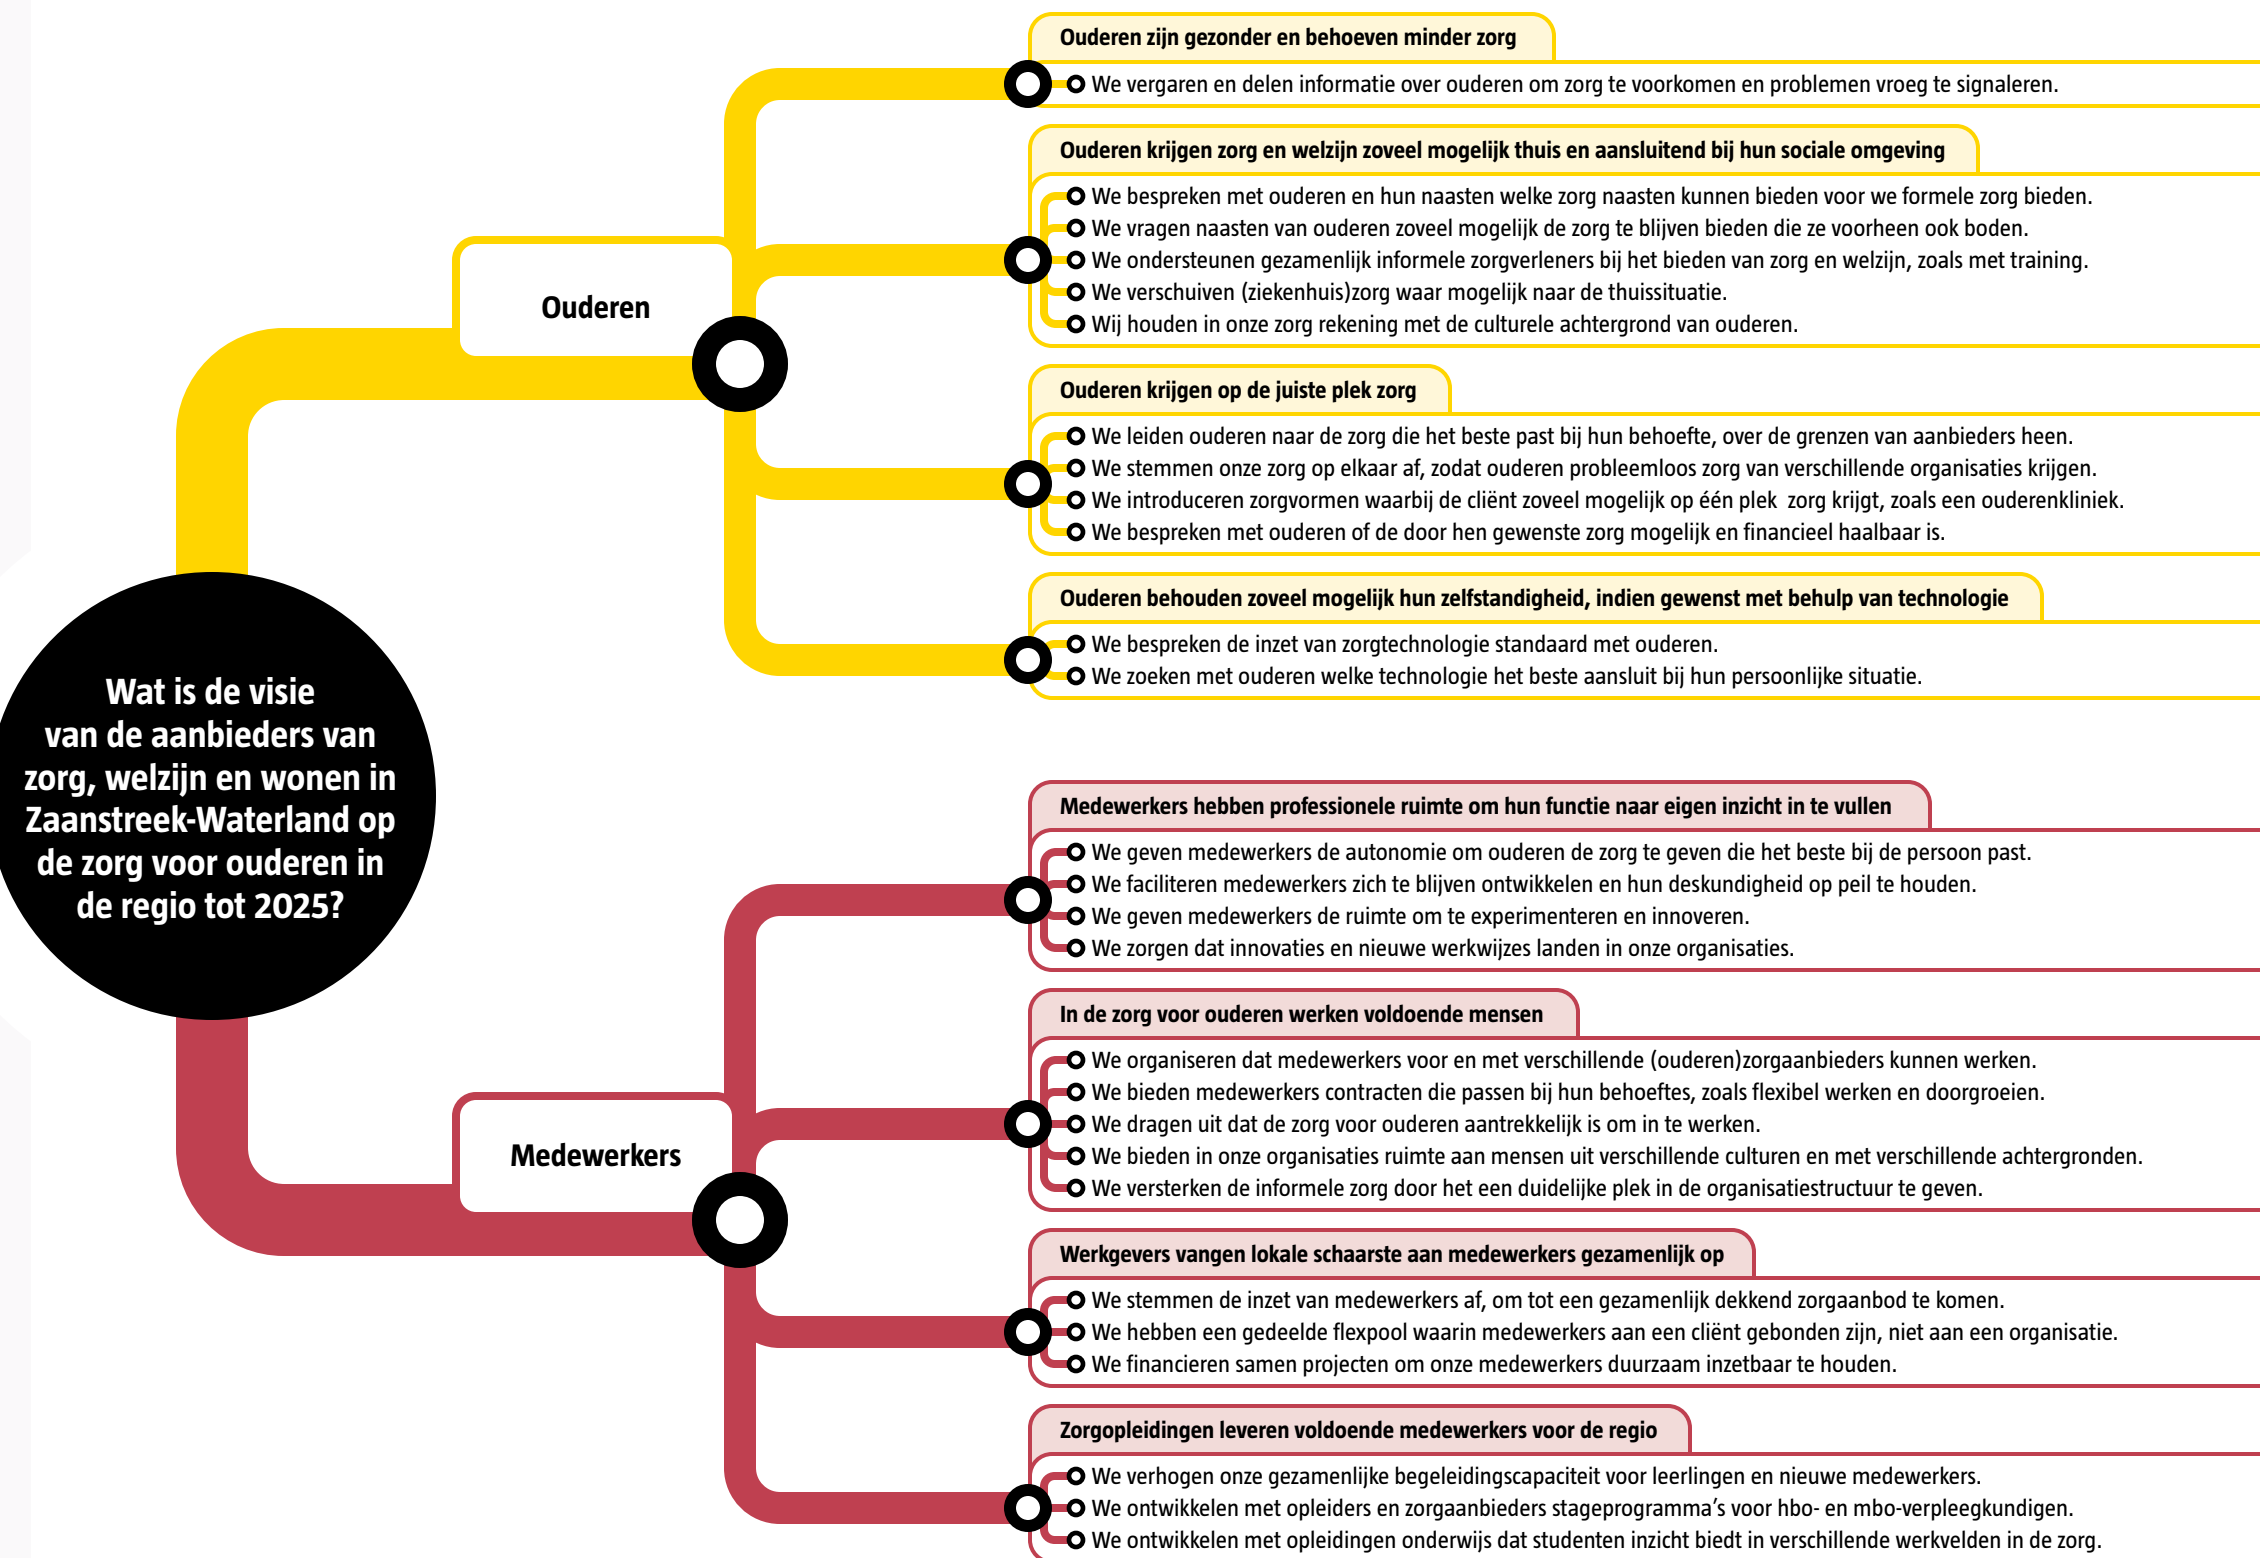 Wat is de visie
van de aanbieders van
zorg, welzijn en wonen in
Zaanstreek-Waterland op
de zorg voor ouderen in
de regio tot 2025?
Ouderen
Ouderen zijn gezonder en behoeven minder zorg
We vergaren en delen informatie over ouderen om zorg te voorkomen en problemen vroeg te signaleren.
Ouderen krijgen zorg en welzijn zoveel mogelijk thuis en aansluitend bij hun sociale omgeving
We bespreken met ouderen en hun naasten welke zorg naasten kunnen bieden voor we formele zorg bieden.
We vragen naasten van ouderen zoveel mogelijk de zorg te blijven bieden die ze voorheen ook boden.
We ondersteunen gezamenlijk informele zorgverleners bij het bieden van zorg en welzijn, zoals met training.
We verschuiven (ziekenhuis)zorg waar mogelijk naar de thuissituatie.
Wij houden in onze zorg rekening met de culturele achtergrond van ouderen.
Ouderen krijgen op de juiste plek zorg
We leiden ouderen naar de zorg die het beste past bij hun behoefte, over de grenzen van aanbieders heen.
We stemmen onze zorg op elkaar af, zodat ouderen probleemloos zorg van verschillende organisaties krijgen.
We introduceren zorgvormen waarbij de cliënt zoveel mogelijk op één plek zorg krijgt, zoals een ouderenkliniek.
We bespreken met ouderen of de door hen gewenste zorg mogelijk en financieel haalbaar is.
Ouderen behouden zoveel mogelijk hun zelfstandigheid, indien gewenst met behulp van technologie
We bespreken de inzet van zorgtechnologie standaard met ouderen.
We zoeken met ouderen welke technologie het beste aansluit bij hun persoonlijke situatie.
Medewerkers
Medewerkers hebben professionele ruimte om hun functie naar eigen inzicht in te vullen
We geven medewerkers de autonomie om ouderen de zorg te geven die het beste bij de persoon past.
We faciliteren medewerkers zich te blijven ontwikkelen en hun deskundigheid op peil te houden.
We geven medewerkers de ruimte om te experimenteren en innoveren.
We zorgen dat innovaties en nieuwe werkwijzes landen in onze organisaties.
In de zorg voor ouderen werken voldoende mensen
We organiseren dat medewerkers voor en met verschillende (ouderen)zorgaanbieders kunnen werken.
We bieden medewerkers contracten die passen bij hun behoeftes, zoals flexibel werken en doorgroeien.
We dragen uit dat de zorg voor ouderen aantrekkelijk is om in te werken.
We bieden in onze organisaties ruimte aan mensen uit verschillende culturen en met verschillende achtergronden.
We versterken de informele zorg door het een duidelijke plek in de organisatiestructuur te geven.
Werkgevers vangen lokale schaarste aan medewerkers gezamenlijk op
We stemmen de inzet van medewerkers af, om tot een gezamenlijk dekkend zorgaanbod te komen.
We hebben een gedeelde flexpool waarin medewerkers aan een cliënt gebonden zijn, niet aan een organisatie.
We financieren samen projecten om onze medewerkers duurzaam inzetbaar te houden.
Zorgopleidingen leveren voldoende medewerkers voor de regio
We verhogen onze gezamenlijke begeleidingscapaciteit voor leerlingen en nieuwe medewerkers.
We ontwikkelen met opleiders en zorgaanbieders stageprogramma’s voor hbo- en mbo-verpleegkundigen.
We ontwikkelen met opleidingen onderwijs dat studenten inzicht biedt in verschillende werkvelden in de zorg.